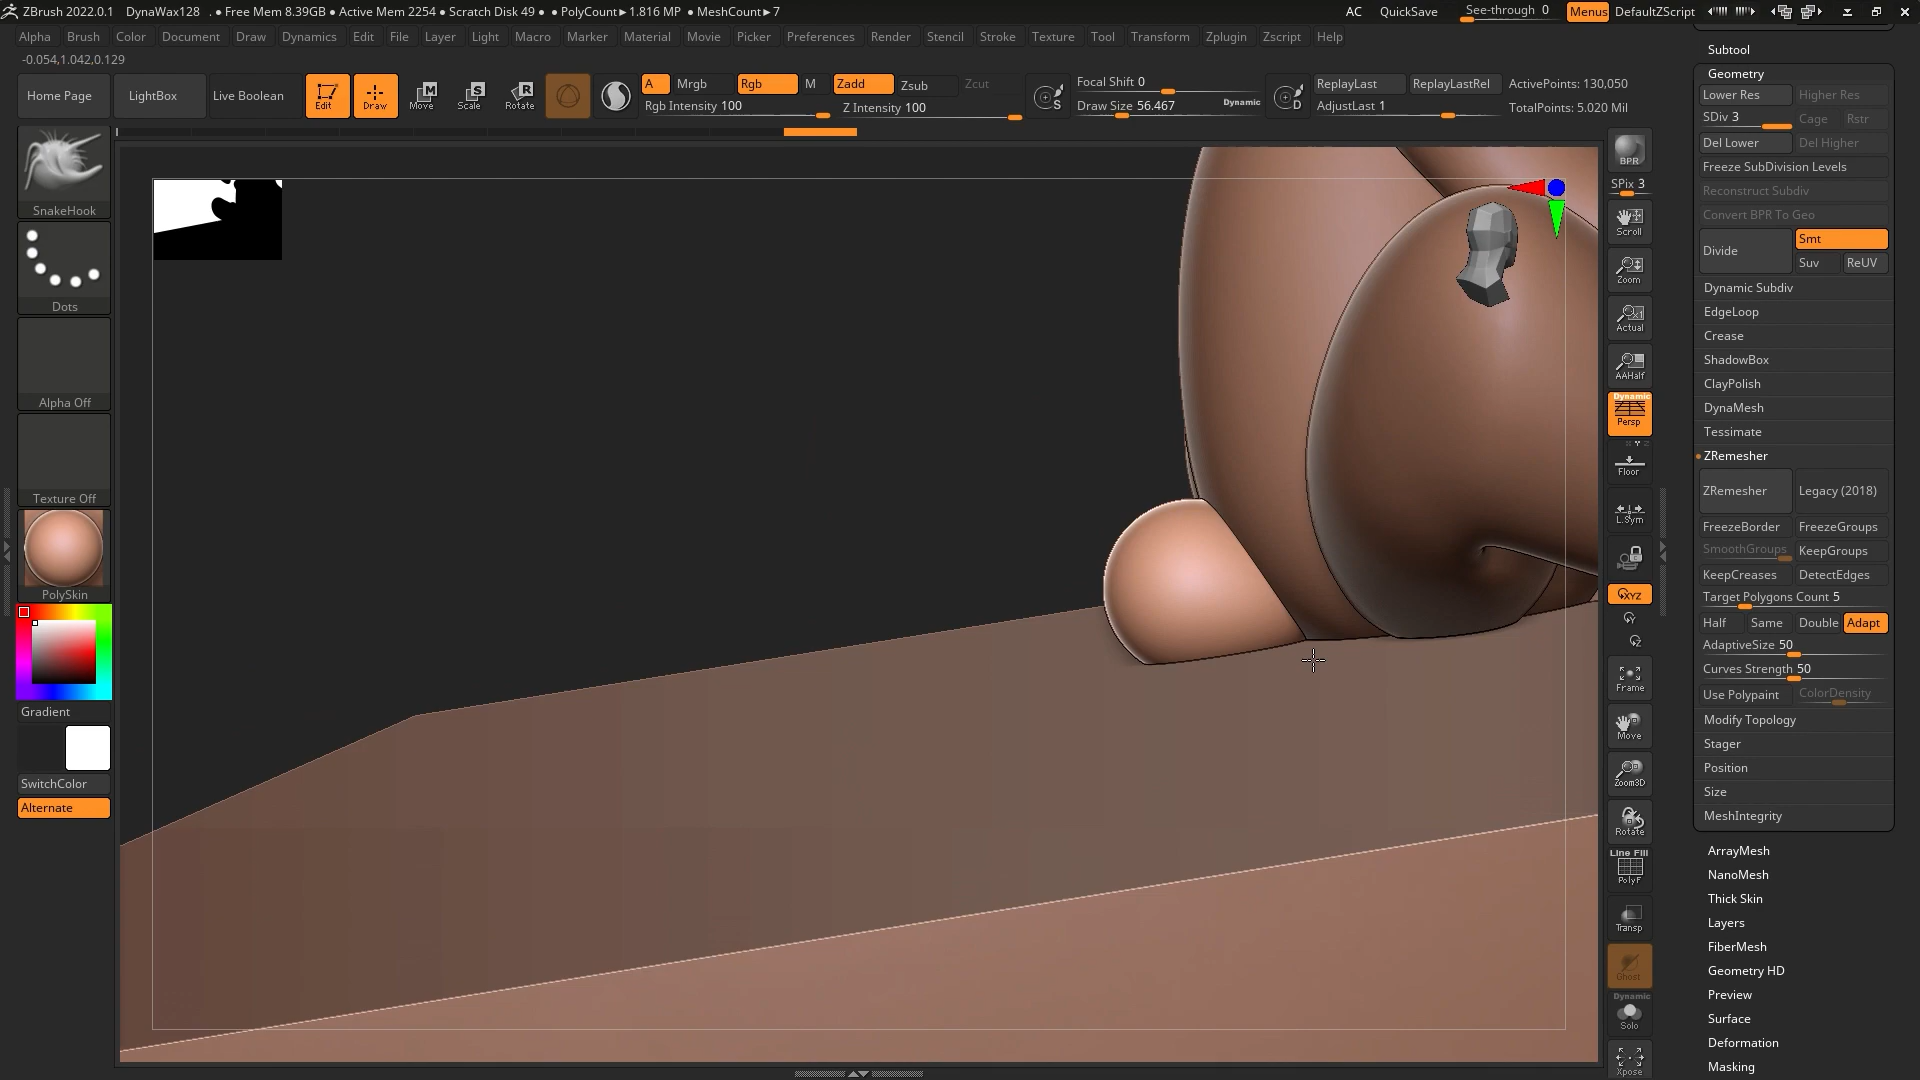 ZBrush 2022.0.1 DynaWax128 . ● Free Mem 8.39GB ● Active Mem 2254 ● Scratch Disk 49 ● ● PolyCount► 1.816 MP ● MeshCount► 7 AC QuickSave See-through 0 Menus DefaultZScript
Alpha Brush Color Document Draw Dynamics Edit File Layer Light Macro Marker Material Movie Picker Preferences Render Stencil Stroke Texture Tool Transform Zplugin Zscript Help
-0.054,1.042,0.129
Home Page LightBox Live Boolean Edit Draw Move Scale Rotate
M S R
A Mrgb Rgb M Zadd Zsub Zcut
Rgb Intensity 100 Z Intensity 100
S Focal Shift 0
Draw Size 56.467 Dynamic
D ReplayLast ReplayLastRel
AdjustLast 1
ActivePoints: 130,050
TotalPoints: 5.020 Mil
SnakeHook
Dots
Alpha Off
Texture Off
PolySkin
Gradient
SwitchColor
Alternate
BPR
SPix 3
Scroll
Zoom
Actual
AAHalf
Dynamic
Persp
Floor
L.Sym
XYZ
Y
Z
Frame
Move
Zoom3D
Rotate
Line Fill
PolyF
Transp
Ghost
Dynamic
Solo
Xpose
Subtool
Geometry
Lower Res Higher Res
SDiv 3 Cage Rstr
Del Lower Del Higher
Freeze SubDivision Levels
Reconstruct Subdiv
Convert BPR To Geo
Divide Smt
Suv ReUV
Dynamic Subdiv
EdgeLoop
Crease
ShadowBox
ClayPolish
DynaMesh
Tessimate
ZRemesher
ZRemesher Legacy (2018)
FreezeBorder FreezeGroups
SmoothGroups KeepGroups
KeepCreases DetectEdges
Target Polygons Count 5
Half Same Double Adapt
AdaptiveSize 50
Curves Strength 50
Use Polypaint ColorDensity
Modify Topology
Stager
Position
Size
MeshIntegrity
ArrayMesh
NanoMesh
Thick Skin
Layers
FiberMesh
Geometry HD
Preview
Surface
Deformation
Masking